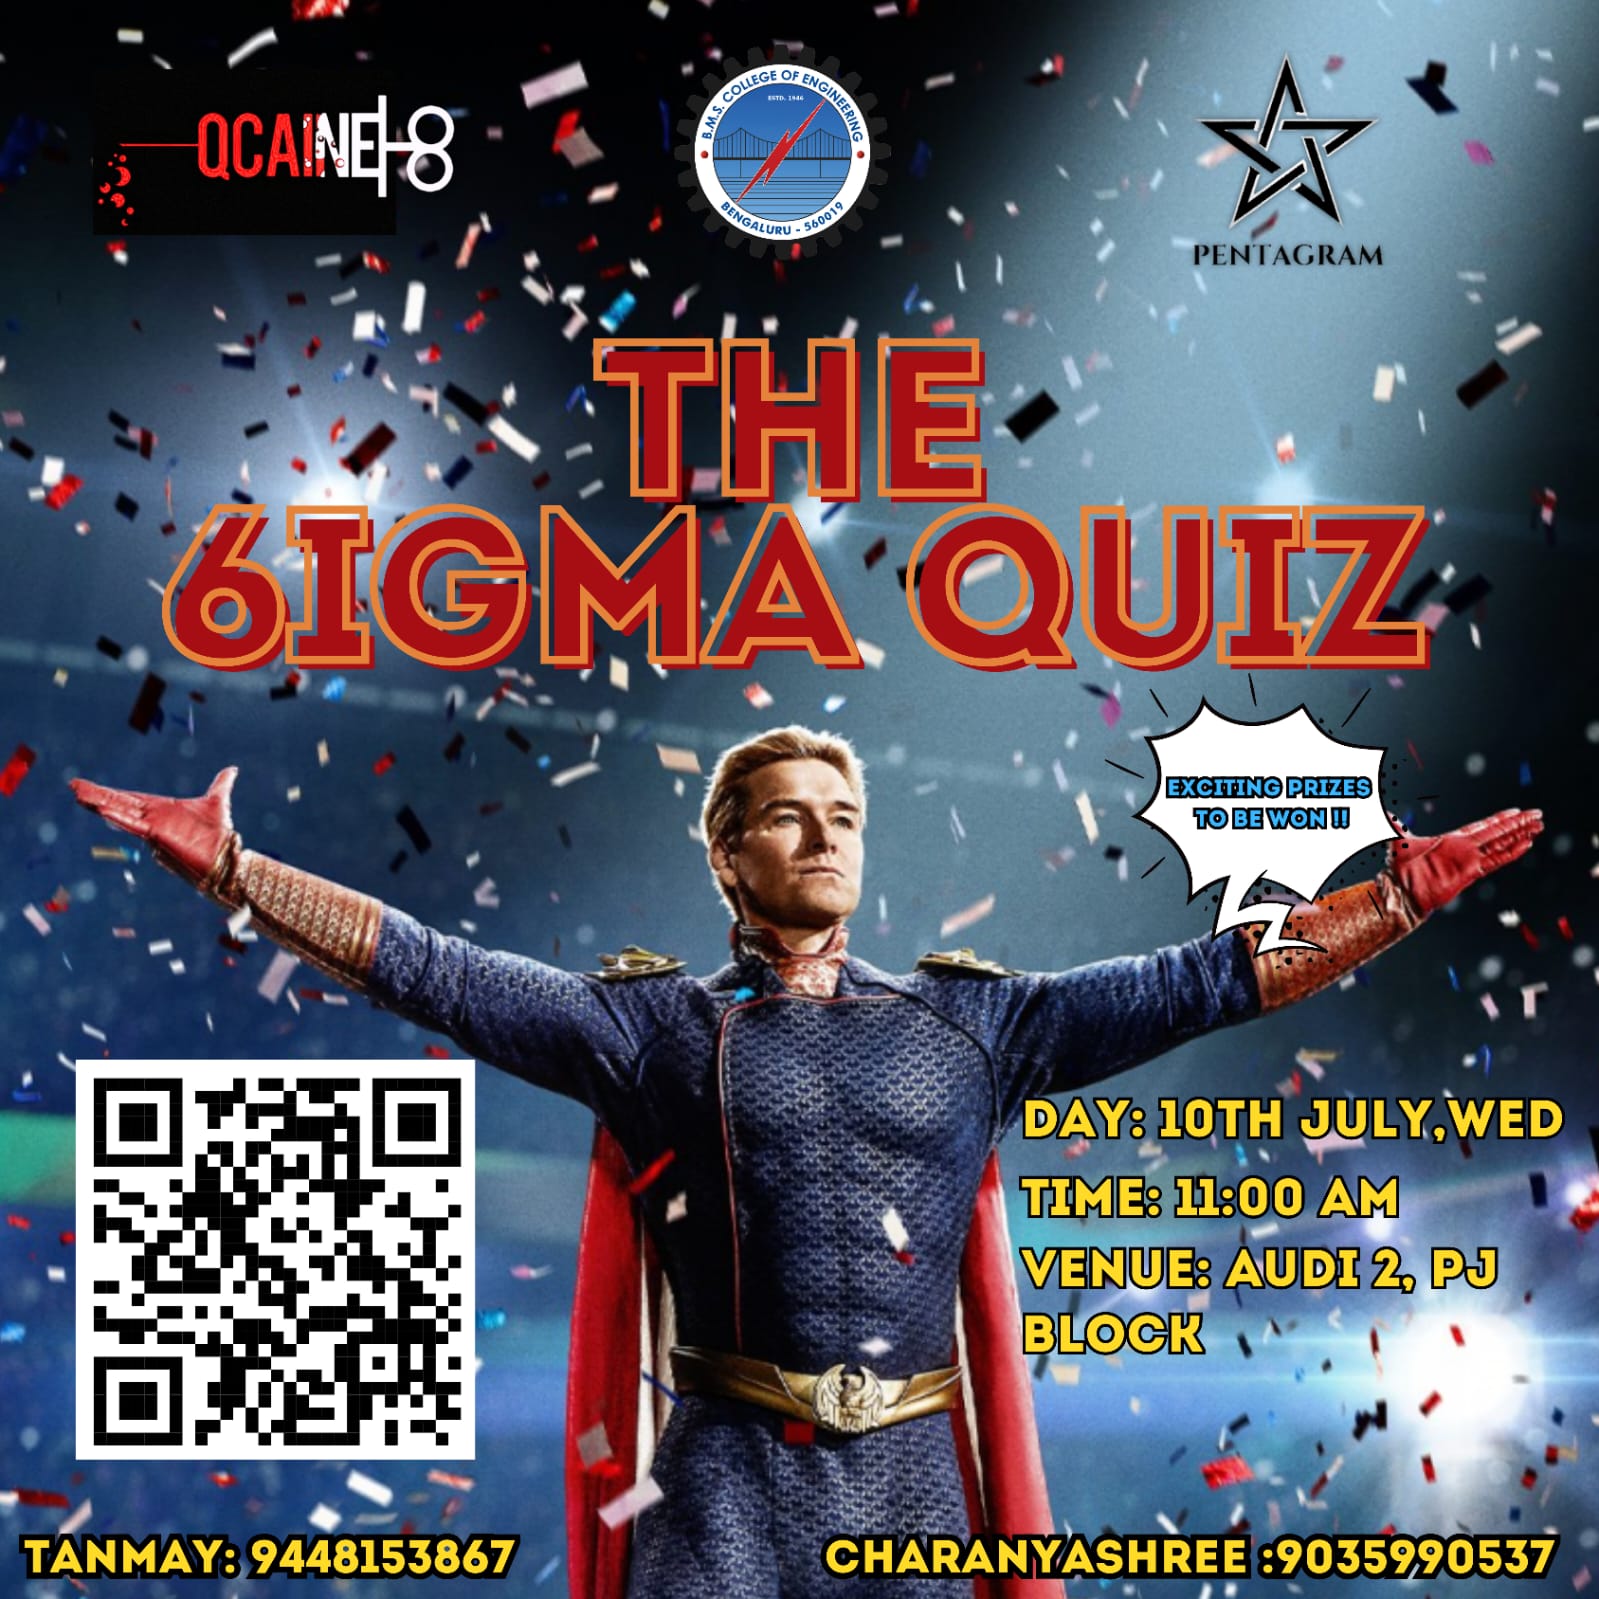 QCAINE
B.M.S. COLLEGE OF ENGINEERING
ESTD. 1946
BENGALURU - 560019
PENTAGRAM
THE
6IGMA QUIZ
EXCITING PRIZES
TO BE WON !!
DAY: 10TH JULY,WED
TIME: 11:00 AM
VENUE: AUDI 2, PJ
BLOCK
TANMAY: 9448153867
CHARANYASHREE :9035990537